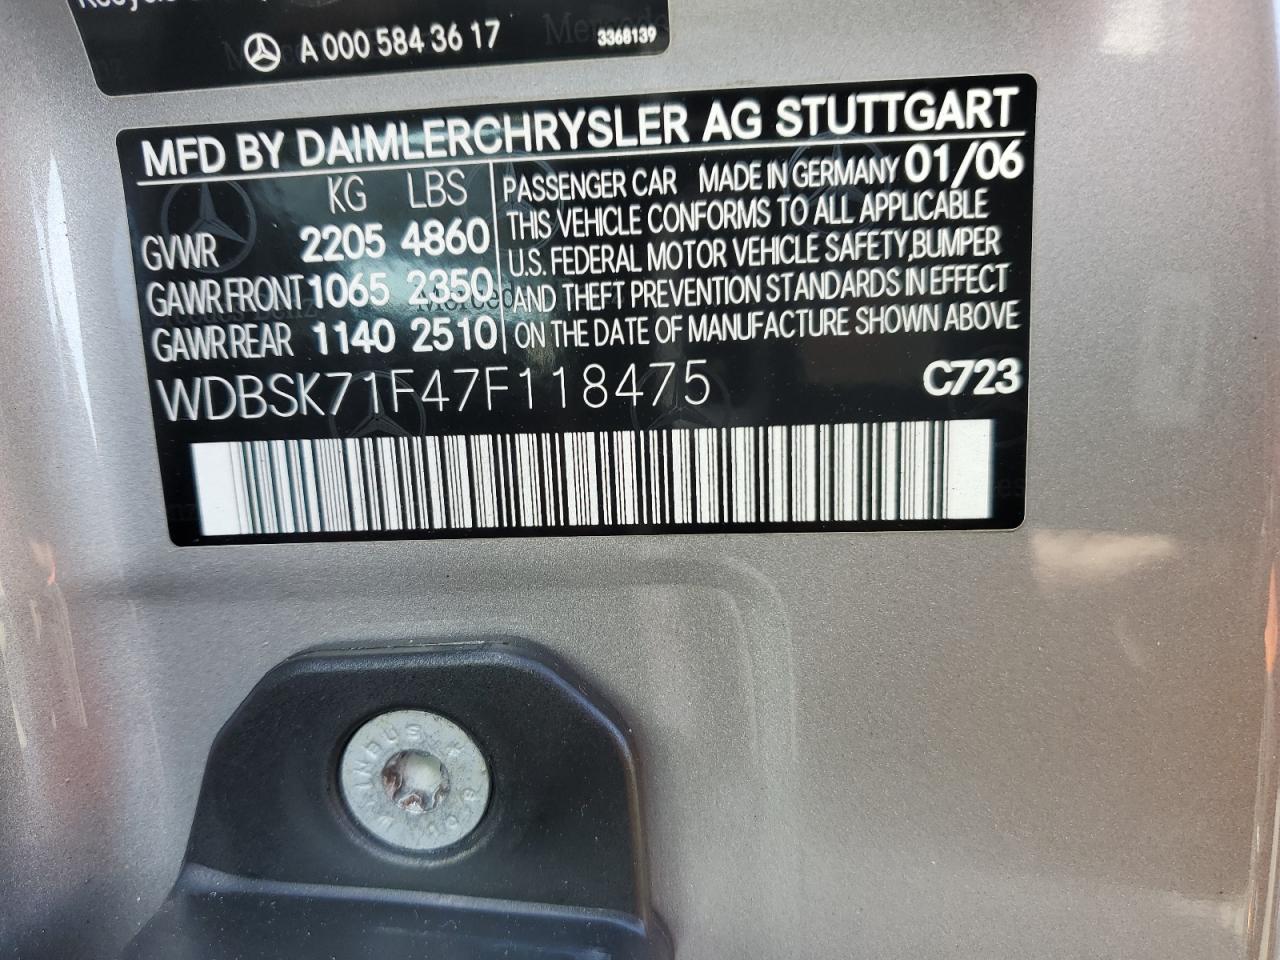 A 000 584 36 17 3368139
MFD BY DAIMLERCHRYSLER AG STUTTGART
KG LBS
GVWR 2205 4860
GAWR FRONT 1065 2350
GAWR REAR 1140 2510
PASSENGER CAR MADE IN GERMANY 01/06
THIS VEHICLE CONFORMS TO ALL APPLICABLE
U.S. FEDERAL MOTOR VEHICLE SAFETY, BUMPER
AND THEFT PREVENTION STANDARDS IN EFFECT
ON THE DATE OF MANUFACTURE SHOWN ABOVE
WDBSK71F47F118475 C723